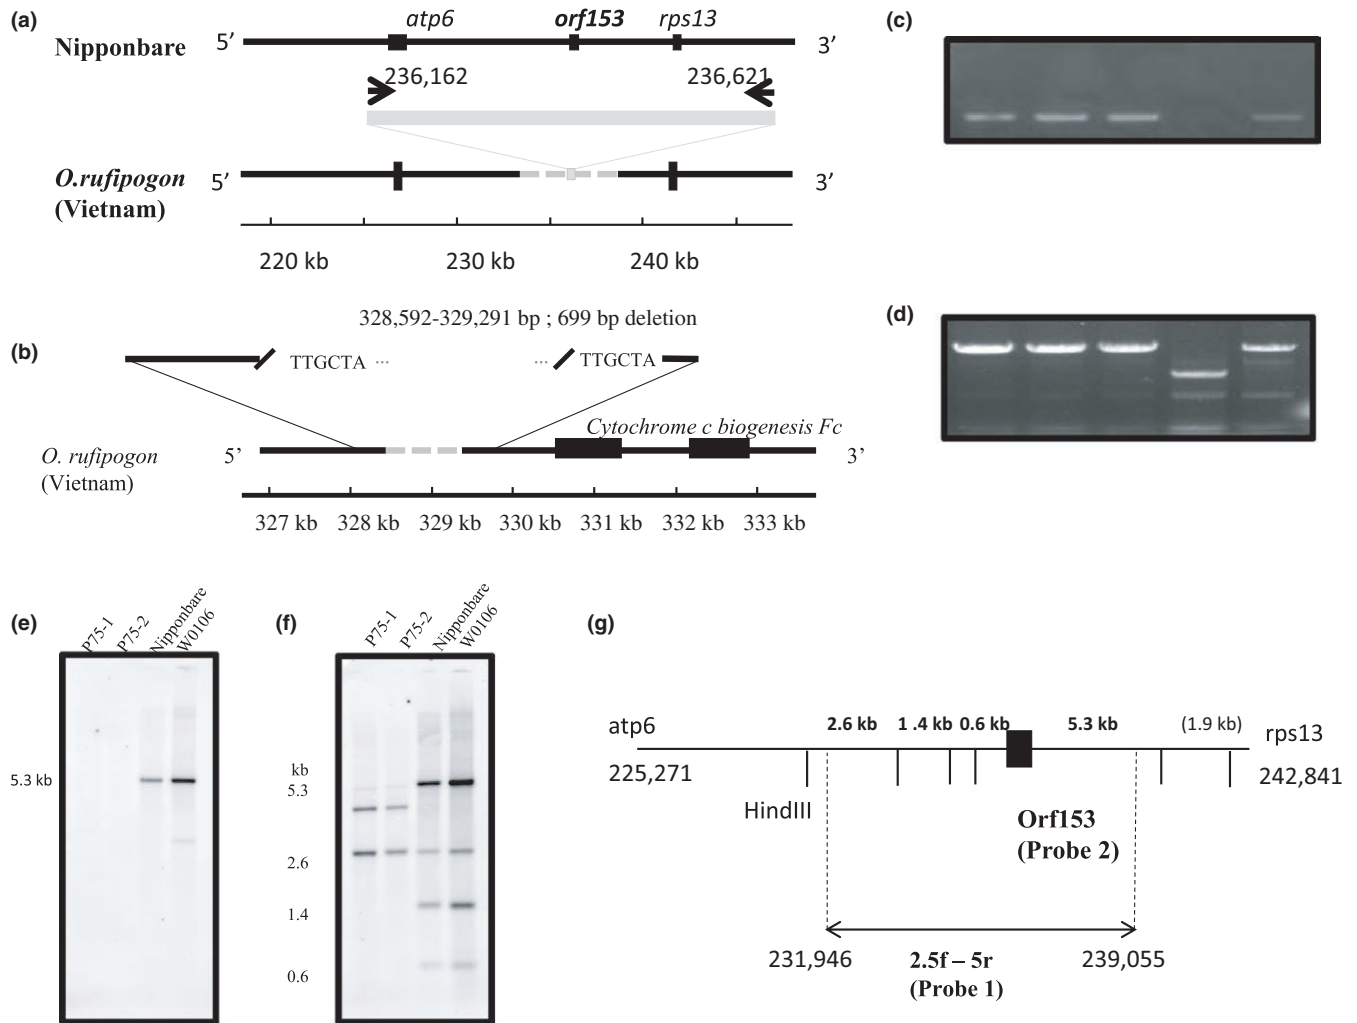 (a)
atp6 orf153 rps13
Nipponbare 5’ 3’
236,162 236,621
O.rufipogon 5’ 3’
(Vietnam)
220 kb 230 kb 240 kb
328,592-329,291 bp ; 699 bp deletion
(b)
TTGCTA ... ... TTGCTA
Cytochrome c biogenesis Fc
O. rufipogon 5’ 3’
(Vietnam)
327 kb 328 kb 329 kb 330 kb 331 kb 332 kb 333 kb
(c)
(d)
(e)
P75-1 P75-2 Nipponbare W0106
5.3 kb
(f)
P75-1 P75-2 Nipponbare W0106
kb
5.3
2.6
1.4
0.6
(g)
atp6 2.6 kb 1.4 kb 0.6 kb 5.3 kb (1.9 kb) rps13
225,271 242,841
HindIII
Orf153
(Probe 2)
231,946 2.5f – 5r 239,055
(Probe 1)